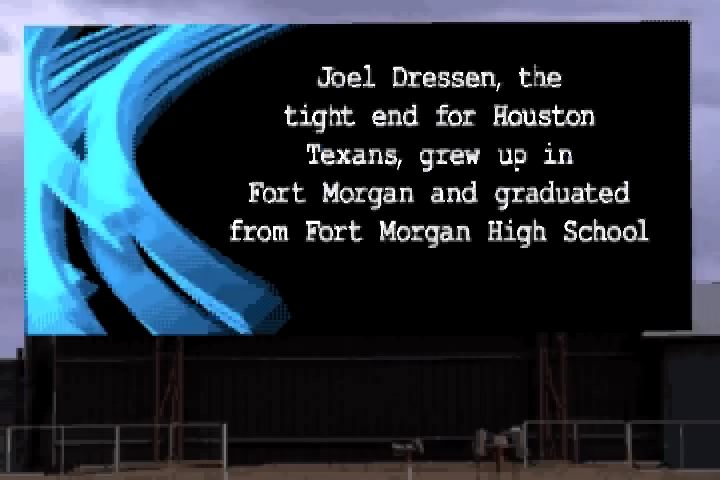 Joel Dressen, the
tight end for Houston
Texans, grew up in
Fort Morgan and graduated
from Fort Morgan High School